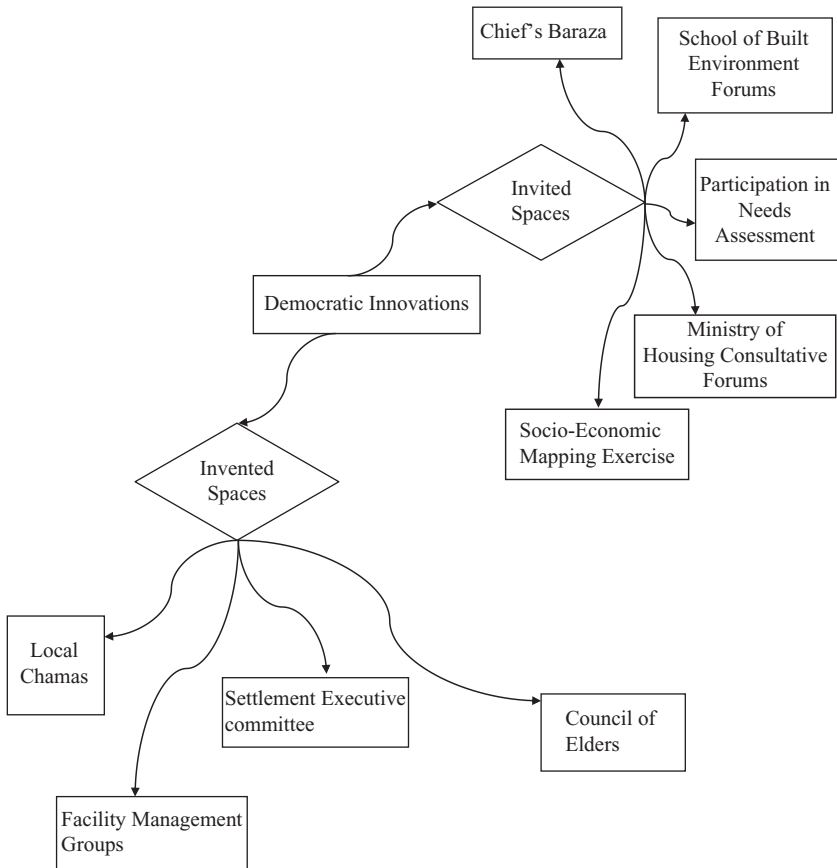 Chief's Baraza
School of Built
Environment
Forums
Invited
Spaces
Participation in
Needs
Assessment
Democratic Innovations
Ministry of
Housing Consultative
Forums
Socio-Economic
Mapping Exercise
Invented
Spaces
Local
Chamas
Settlement Executive
committee
Council of
Elders
Facility Management
Groups